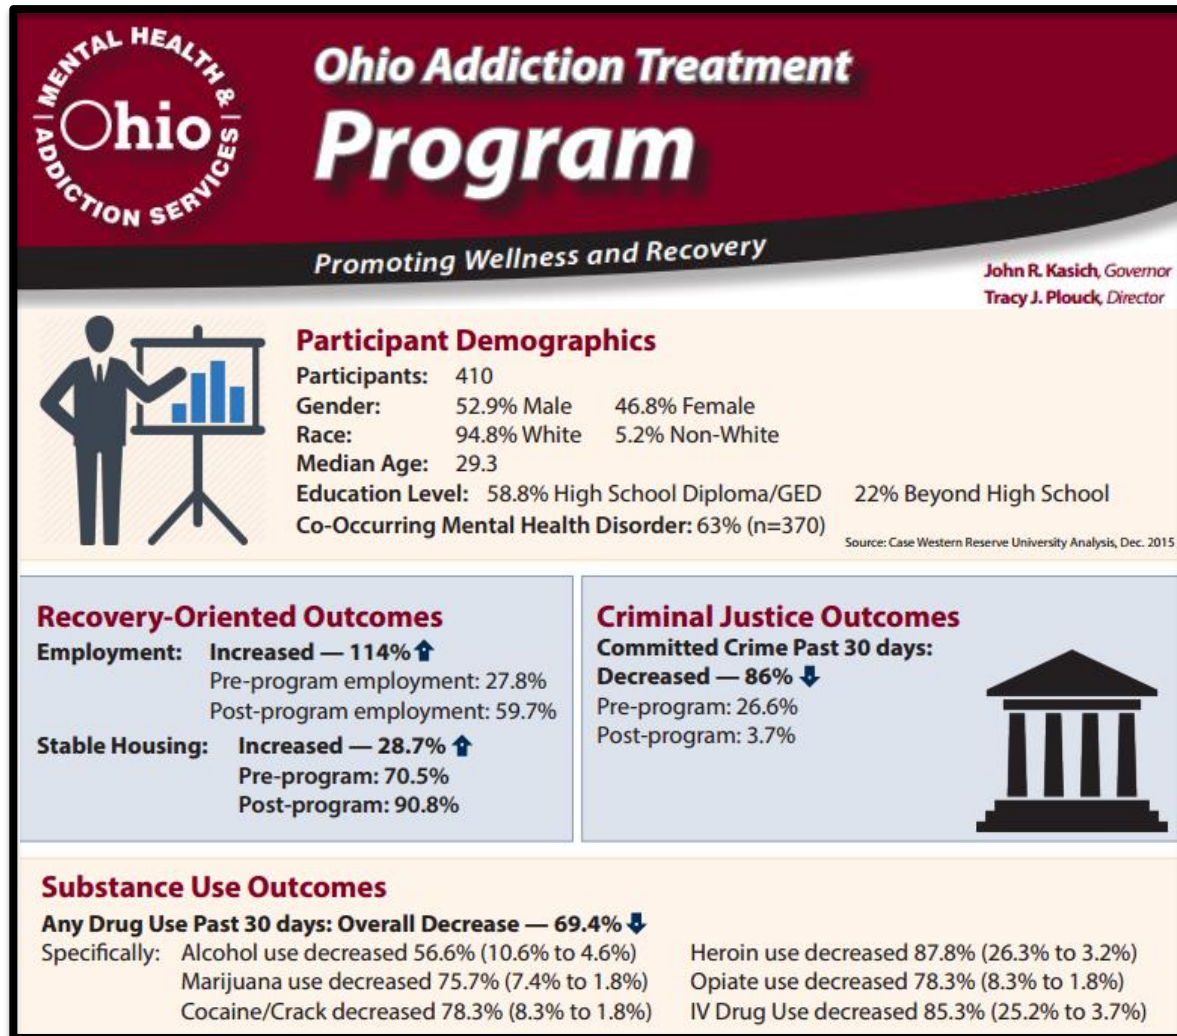 MENTAL HEALTH &
Ohio
ADDICTION SERVICES
Ohio Addiction Treatment
Program
Promoting Wellness and Recovery
John R. Kasich, Governor
Tracy J. Plouck, Director
Participant Demographics
Participants: 410
Gender: 52.9% Male 46.8% Female
Race: 94.8% White 5.2% Non-White
Median Age: 29.3
Education Level: 58.8% High School Diploma/GED 22% Beyond High School
Co-Occurring Mental Health Disorder: 63% (n=370)
Source: Case Western Reserve University Analysis, Dec. 2015
Recovery-Oriented Outcomes
Employment: Increased — 114%
Pre-program employment: 27.8%
Post-program employment: 59.7%
Stable Housing: Increased — 28.7%
Pre-program: 70.5%
Post-program: 90.8%
Criminal Justice Outcomes
Committed Crime Past 30 days:
Decreased — 86%
Pre-program: 26.6%
Post-program: 3.7%
Substance Use Outcomes
Any Drug Use Past 30 days: Overall Decrease — 69.4%
Specifically: Alcohol use decreased 56.6% (10.6% to 4.6%)
Marijuana use decreased 75.7% (7.4% to 1.8%)
Cocaine/Crack decreased 78.3% (8.3% to 1.8%)
Heroin use decreased 87.8% (26.3% to 3.2%)
Opiate use decreased 78.3% (8.3% to 1.8%)
IV Drug Use decreased 85.3% (25.2% to 3.7%)